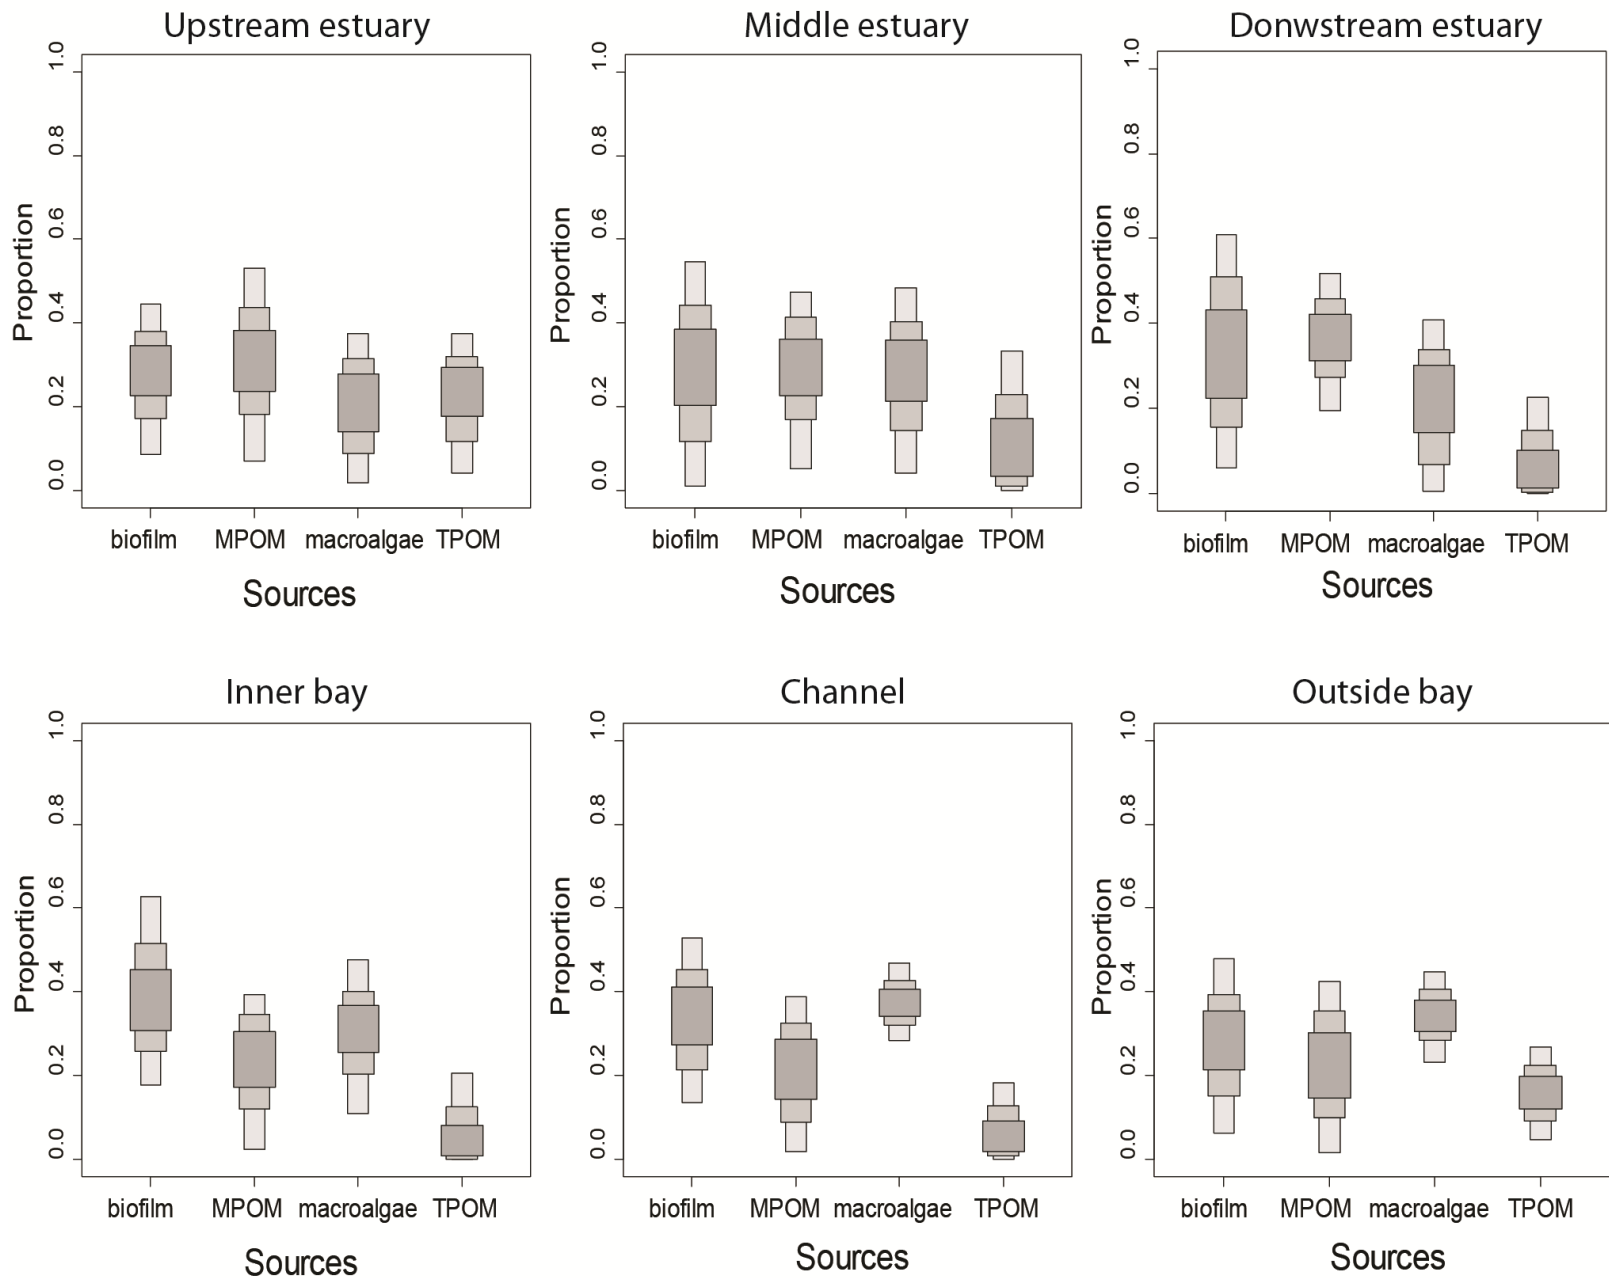 Upstream estuary
Middle estuary
Donwstream estuary
Proportion
0.0 0.2 0.4 0.6 0.8 1.0
biofilm MPOM macroalgae TPOM
Sources
Proportion
0.0 0.2 0.4 0.6 0.8 1.0
biofilm MPOM macroalgae TPOM
Sources
Proportion
0.0 0.2 0.4 0.6 0.8 1.0
biofilm MPOM macroalgae TPOM
Sources
Inner bay
Channel
Outside bay
Proportion
0.0 0.2 0.4 0.6 0.8 1.0
biofilm MPOM macroalgae TPOM
Sources
Proportion
0.0 0.2 0.4 0.6 0.8 1.0
biofilm MPOM macroalgae TPOM
Sources
Proportion
0.0 0.2 0.4 0.6 0.8 1.0
biofilm MPOM macroalgae TPOM
Sources